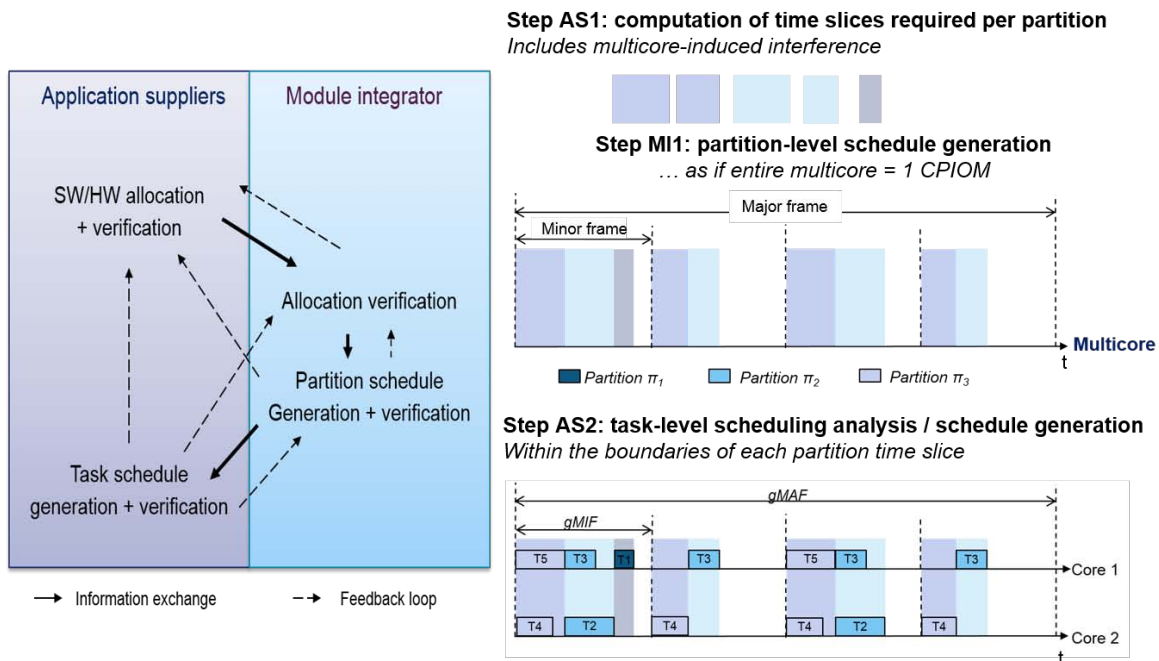 Application suppliers
Module integrator
SW/HW allocation
+ verification
Allocation verification
Partition schedule
Generation + verification
Task schedule
generation + verification
Information exchange
Feedback loop
Step AS1: computation of time slices required per partition
Includes multicore-induced interference
Step MI1: partition-level schedule generation
… as if entire multicore = 1 CPIOM
Major frame
Minor frame
Multicore
t
Partition π1
Partition π2
Partition π3
Step AS2: task-level scheduling analysis / schedule generation
Within the boundaries of each partition time slice
gMAF
gMIF
T5
T3
T1
T3
T5
T3
T3
Core 1
T4
T2
T4
T4
T2
T4
Core 2
t